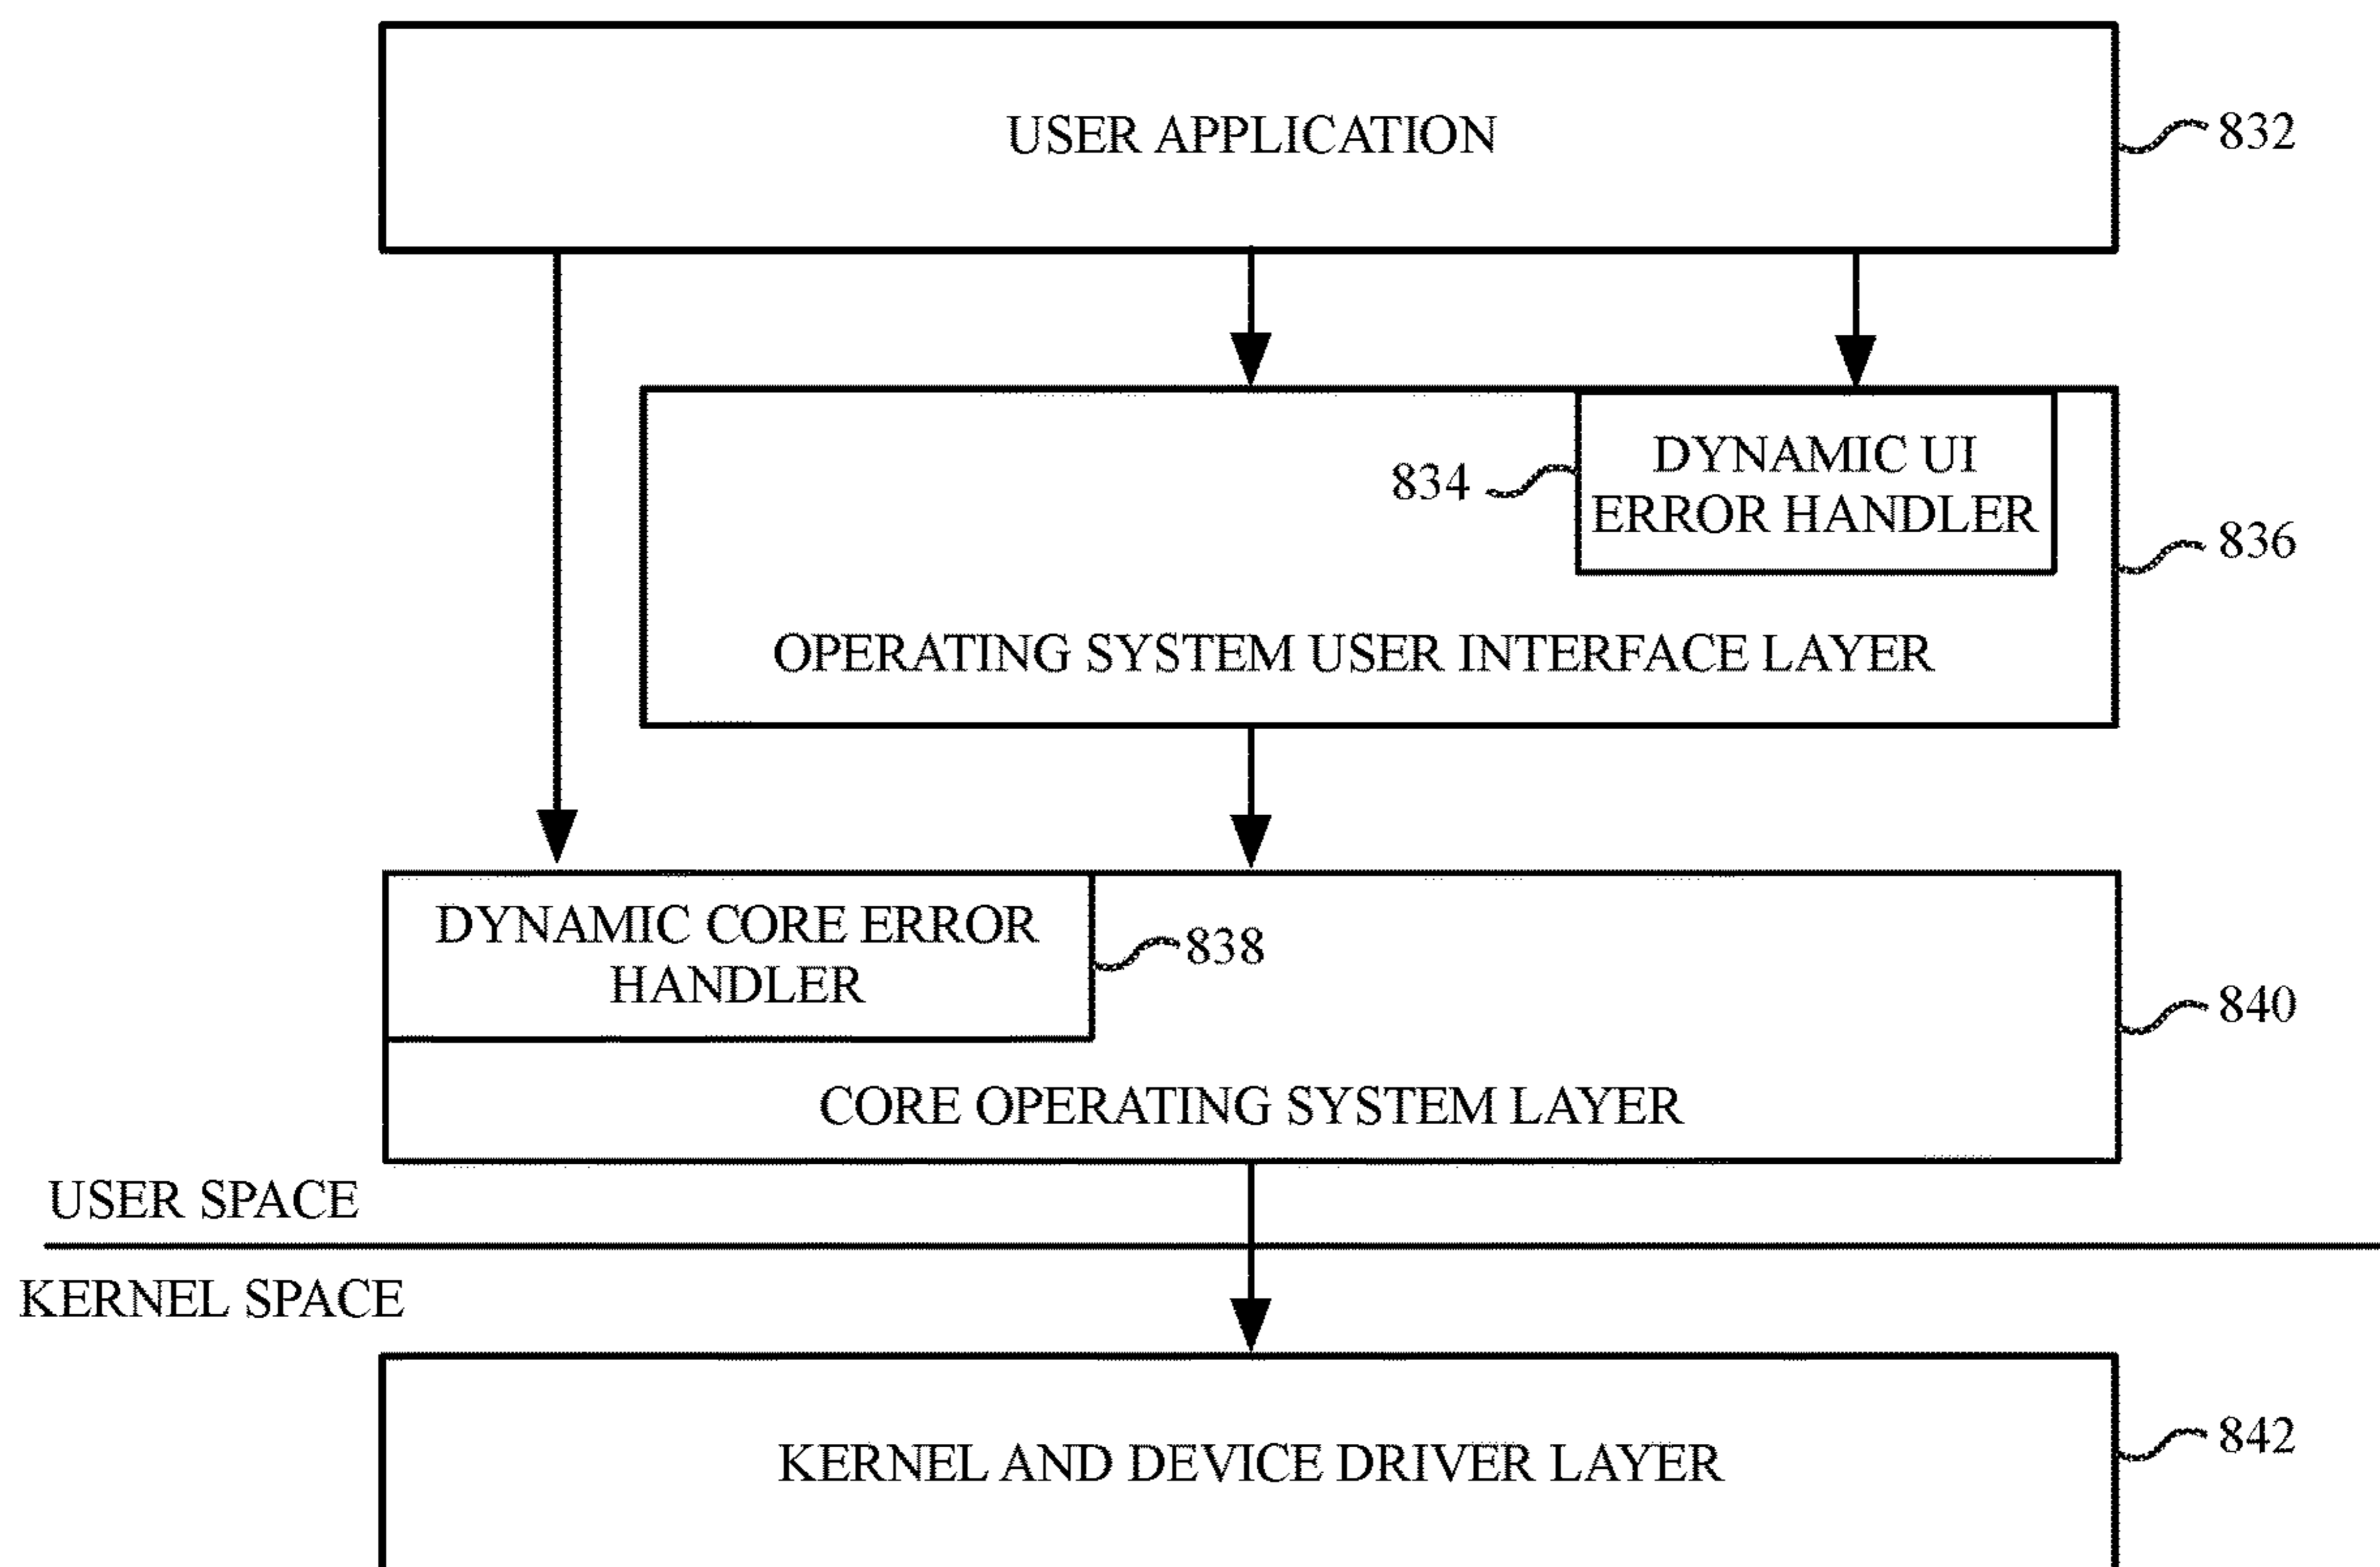 USER APPLICATION
832
DYNAMIC UI
ERROR HANDLER
834
836
OPERATING SYSTEM USER INTERFACE LAYER
DYNAMIC CORE ERROR
HANDLER
838
840
CORE OPERATING SYSTEM LAYER
USER SPACE
KERNEL SPACE
KERNEL AND DEVICE DRIVER LAYER
842